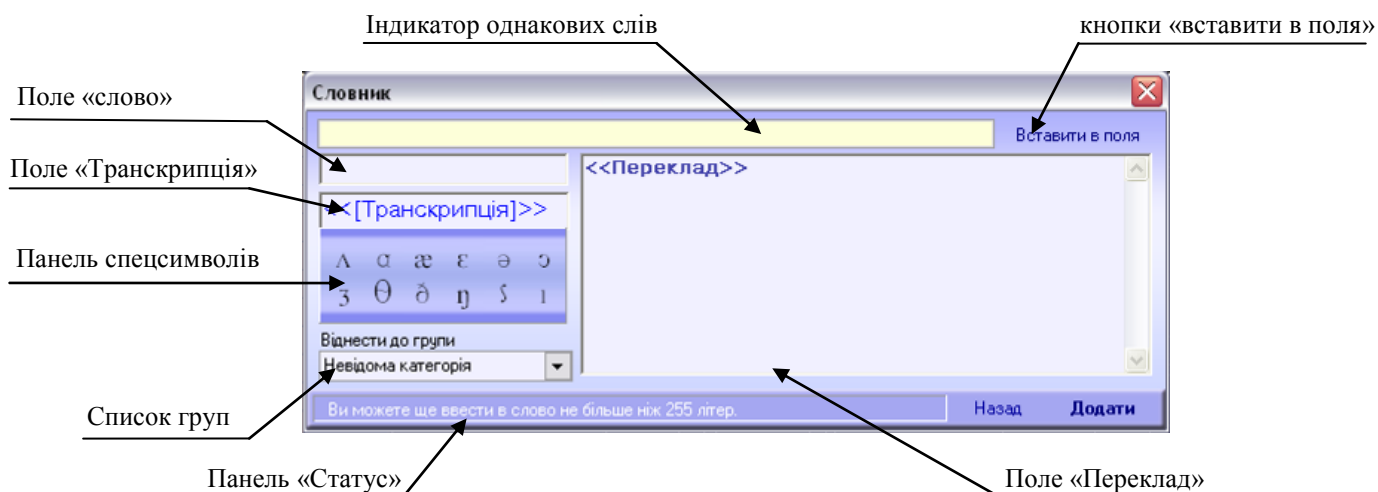 Індикатор однакових слів
кнопки «вставити в поля»
Поле «слово»
Словник
Вставити в поля
Поле «Транскрипція»
<<Переклад>>
<<[Транскрипція]>>
Панель спецсимволів
ʌ ɑ æ ɛ ə ɔ
ʒ θ ð ŋ ʃ ı
Віднести до групи
Невідома категорія
Список груп
Ви можете ще ввести в слово не більше ніж 255 літер.
Назад
Додати
Панель «Статус»
Поле «Переклад»